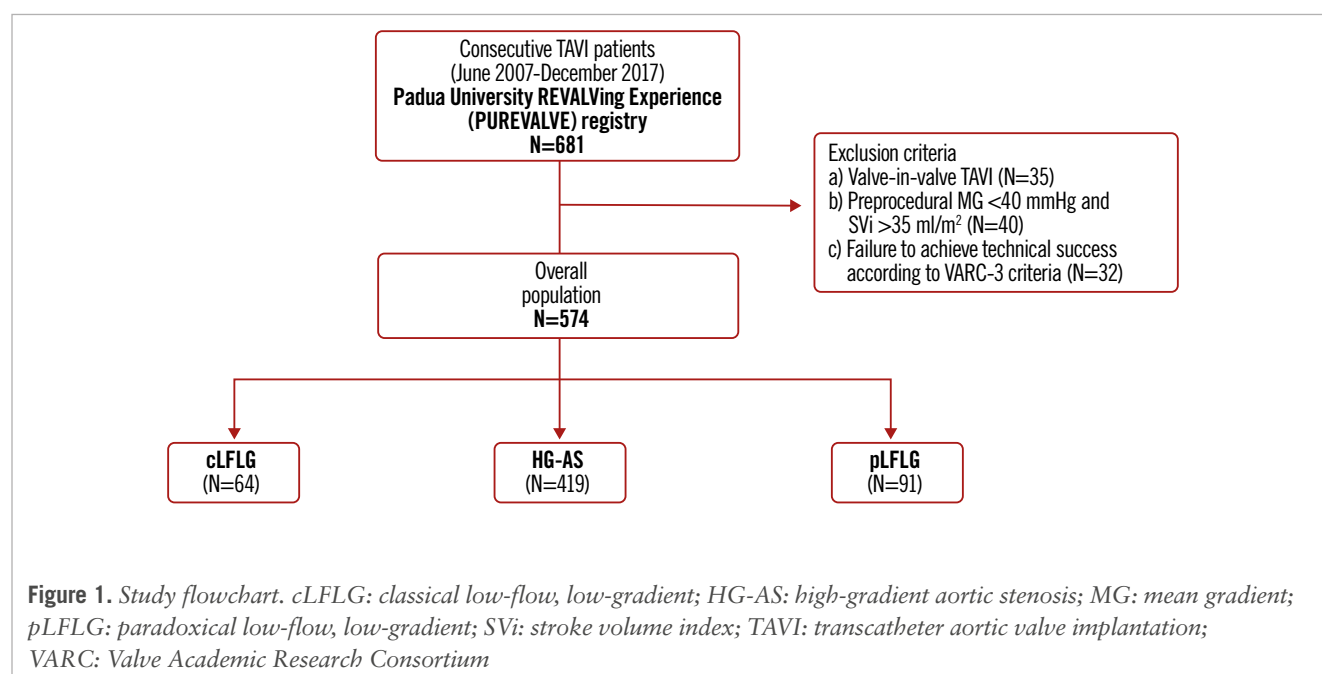 Consecutive TAVI patients
(June 2007-December 2017)
Padua University REVALVing Experience
(PUREVALVE) registry
N=681
Exclusion criteria
a) Valve-in-valve TAVI (N=35)
b) Preprocedural MG <40 mmHg and
SVi >35 ml/m² (N=40)
c) Failure to achieve technical success
according to VARC-3 criteria (N=32)
Overall
population
N=574
cLFLG
(N=64)
HG-AS
(N=419)
pLFLG
(N=91)
Figure 1. Study flowchart. cLFLG: classical low-flow, low-gradient; HG-AS: high-gradient aortic stenosis; MG: mean gradient;
pLFLG: paradoxical low-flow, low-gradient; SVi: stroke volume index; TAVI: transcatheter aortic valve implantation;
VARC: Valve Academic Research Consortium